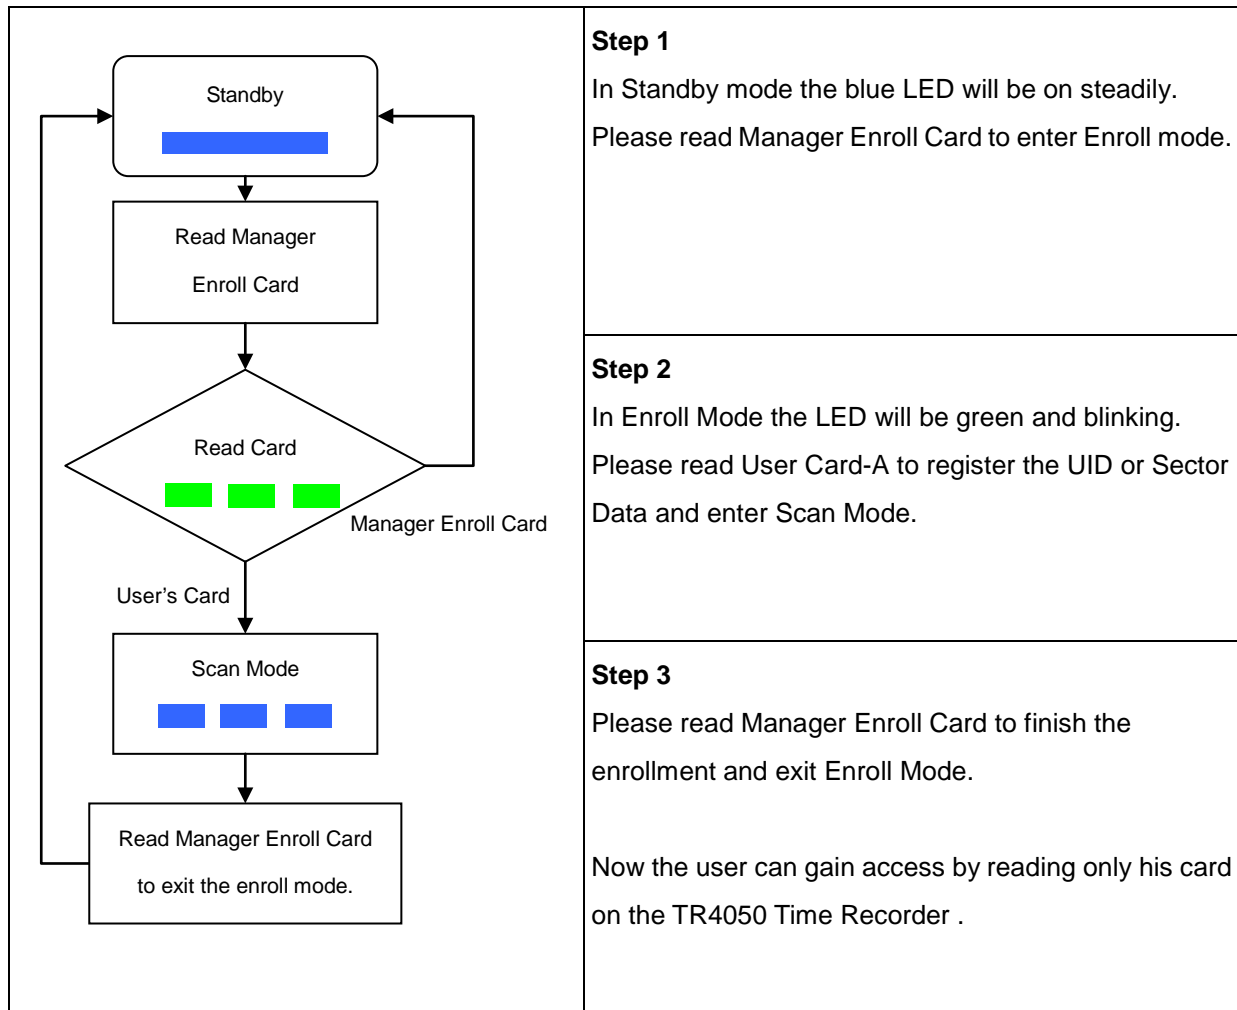 Standby
Read Manager
Enroll Card
Read Card
Manager Enroll Card
User's Card
Scan Mode
Read Manager Enroll Card
to exit the enroll mode.
Step 1
In Standby mode the blue LED will be on steadily.
Please read Manager Enroll Card to enter Enroll mode.
Step 2
In Enroll Mode the LED will be green and blinking.
Please read User Card-A to register the UID or Sector
Data and enter Scan Mode.
Step 3
Please read Manager Enroll Card to finish the
enrollment and exit Enroll Mode.
Now the user can gain access by reading only his card
on the TR4050 Time Recorder .